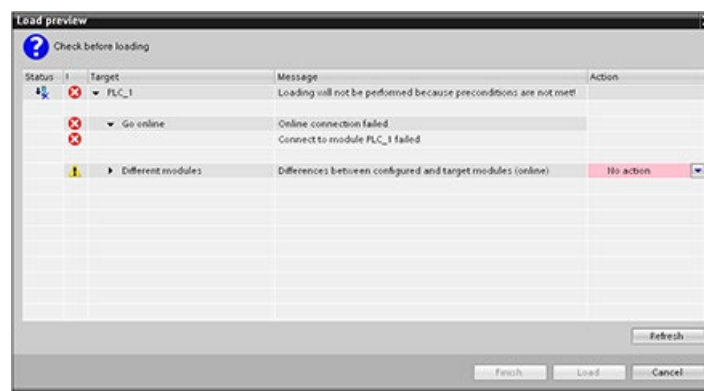 Load preview
Check before loading
Status ! Target Message Action
PLC_1 Loading will not be performed because preconditions are not met!
Go online Online connection failed
Connect to module PLC_1 failed
Different modules Differences between configured and target modules (online) No action
Refresh
Finish Load Cancel